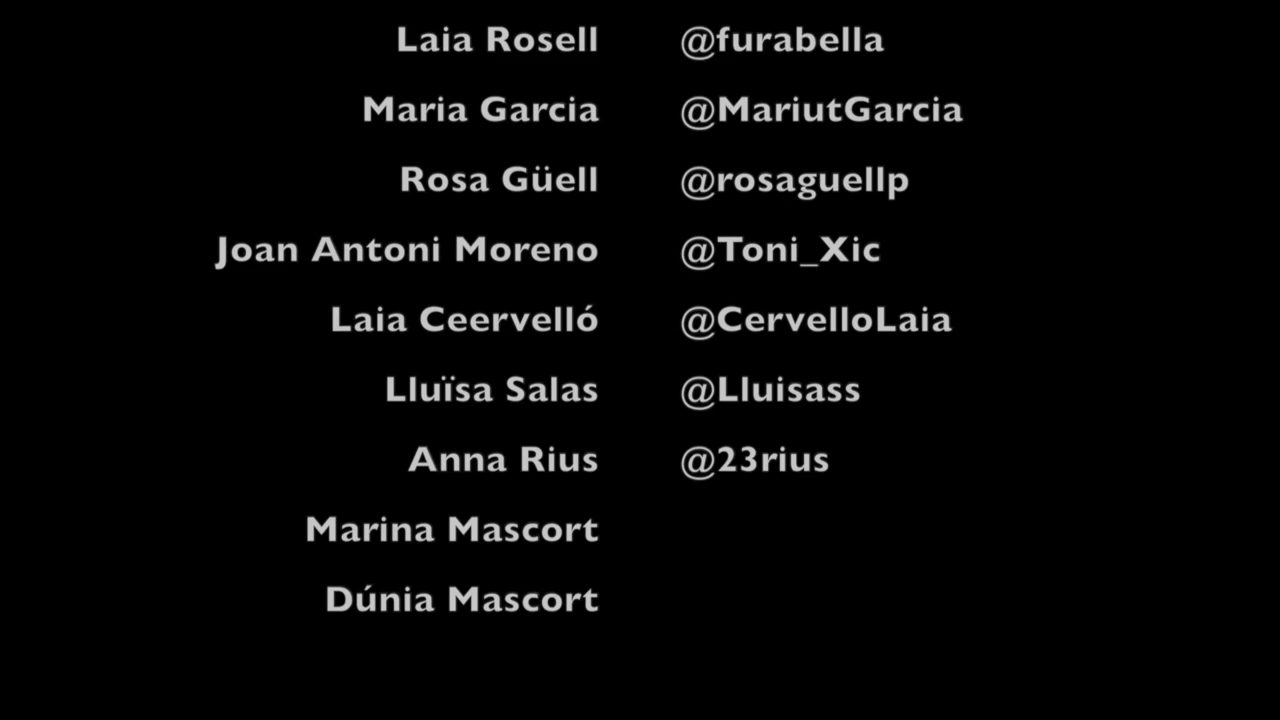 Laia Rosell @furabella
Maria Garcia @MariutGarcia
Rosa Güell @rosaguellp
Joan Antoni Moreno @Toni_Xic
Laia Ceervelló @CervelloLaia
Lluïsa Salas @Lluisass
Anna Rius @23rius
Marina Mascort
Dúnia Mascort